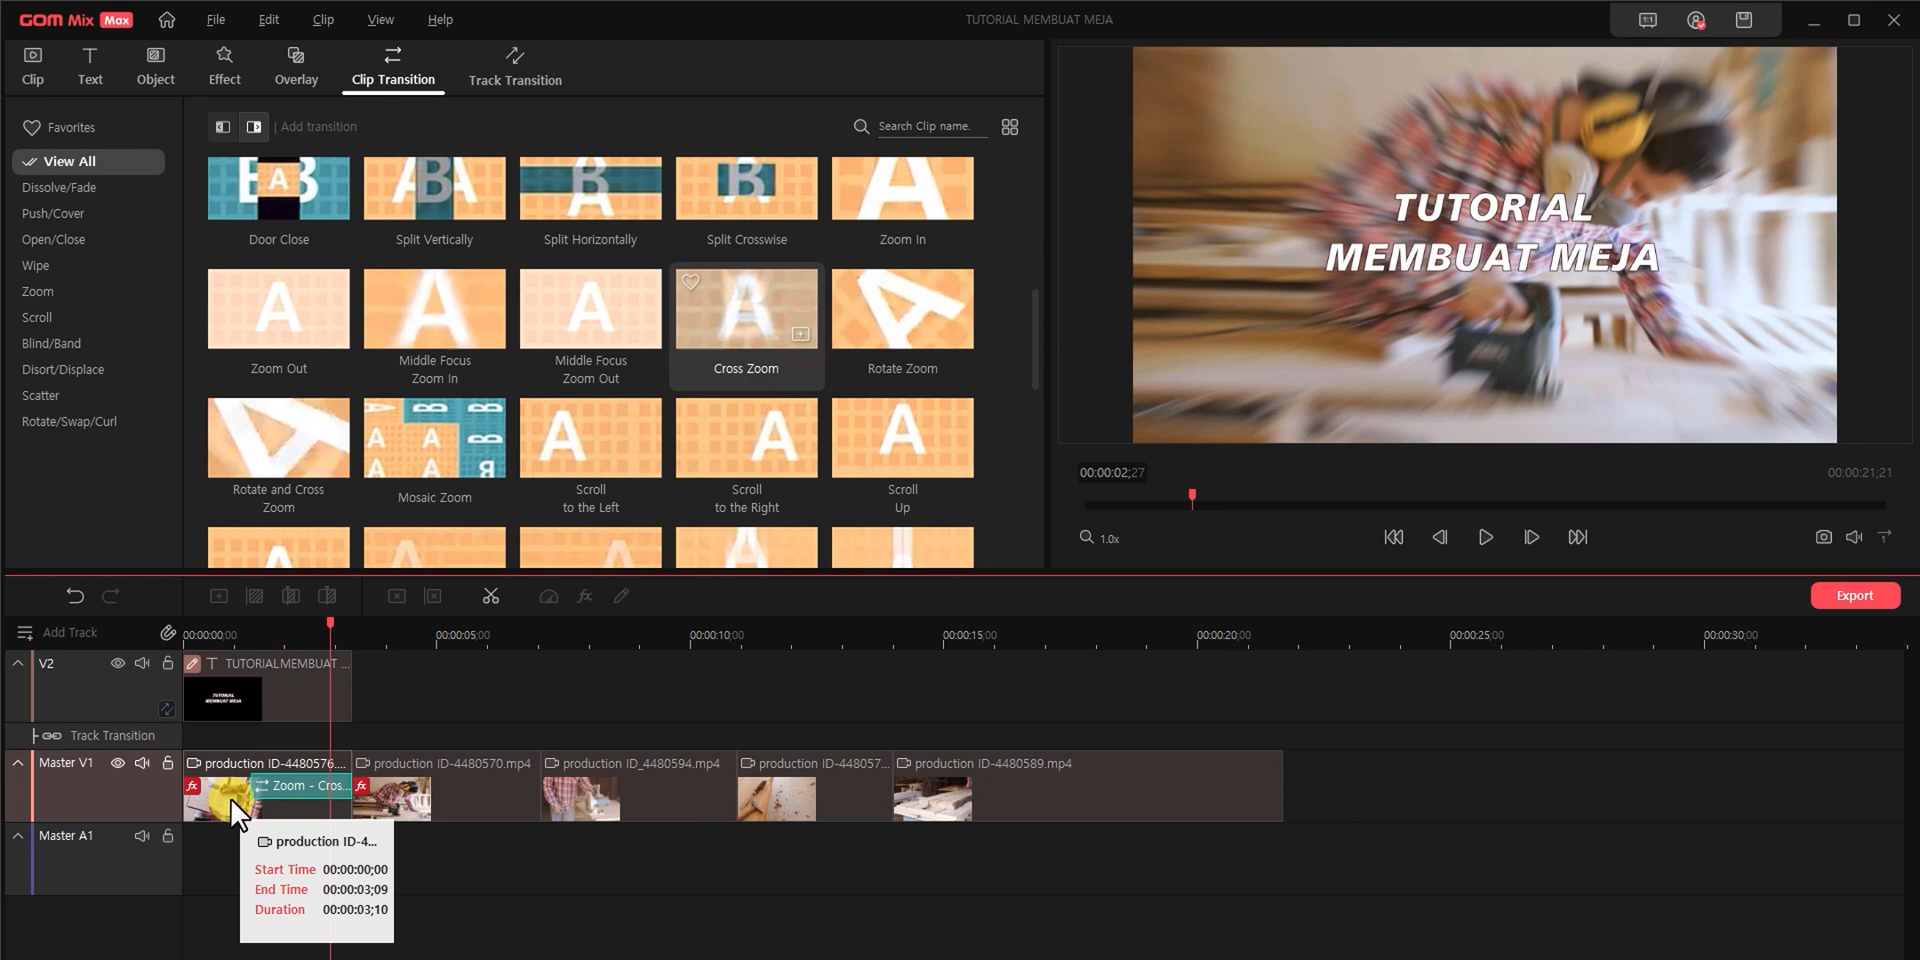 GOM Mix Max
File
Edit
Clip
View
Help
TUTORIAL MEMBUAT MEJA
1:1
Clip
Text
Object
Effect
Overlay
Clip Transition
Track Transition
Favorites
View All
Dissolve/Fade
Push/Cover
Open/Close
Wipe
Zoom
Scroll
Blind/Band
Disort/Displace
Scatter
Rotate/Swap/Curl
Add transition
Search Clip name.
Door Close
Split Vertically
Split Horizontally
Split Crosswise
Zoom In
Zoom Out
Middle Focus
Zoom In
Middle Focus
Zoom Out
Cross Zoom
Rotate Zoom
Rotate and Cross
Zoom
Mosaic Zoom
Scroll
to the Left
Scroll
to the Right
Scroll
Up
TUTORIAL
MEMBUAT MEJA
00:00:02;27
00:00:21;21
1.0x
Export
Add Track
00:00:00;00
00:00:05;00
00:00:10;00
00:00:15;00
00:00:20;00
00:00:25;00
00:00:30;00
V2
TUTORIAL MEMBUAT ...
TUTORIAL
MEMBUAT MEJA
Track Transition
Master V1
production ID-4480576....
production ID-4480570.mp4
production ID_4480594.mp4
production ID-448057...
production ID-4480589.mp4
fx
Zoom - Cros...
fx
Master A1
production ID-4...
Start Time 00:00:00;00
End Time 00:00:03;09
Duration 00:00:03;10